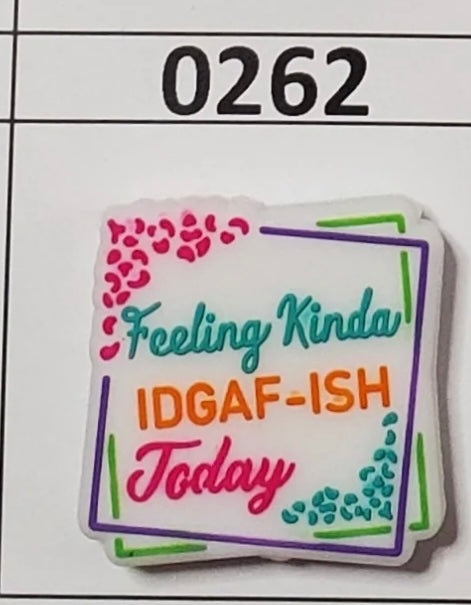 0262
Feeling Kinda
IDGAF-ISH
Today